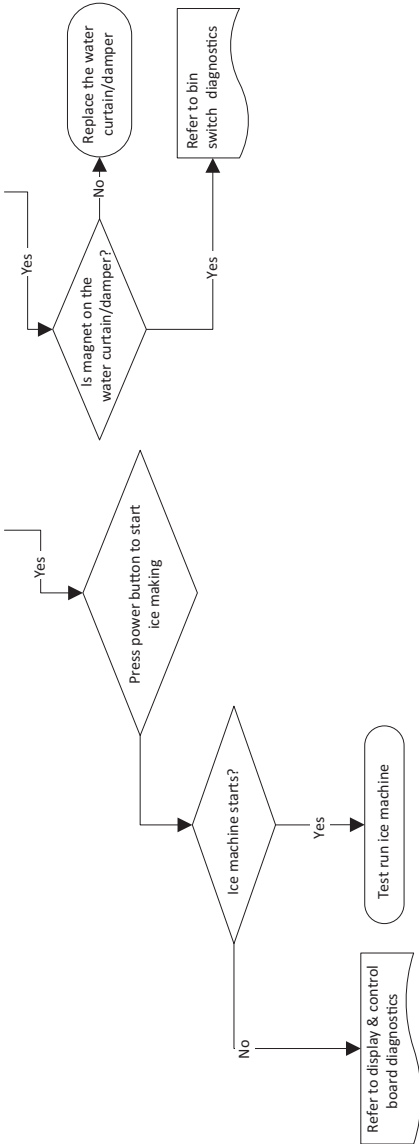 Yes
Is magnet on the
water curtain/damper?
No
Replace the water
curtain/damper
Yes
Refer to bin
switch diagnostics
Yes
Press power button to start
ice making
Ice machine starts?
Yes
Test run ice machine
No
Refer to display & control
board diagnostics